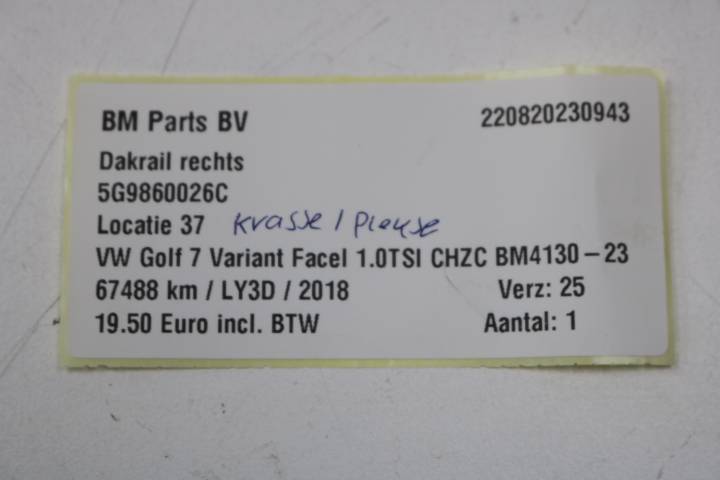 BM Parts BV 220820230943
Dakrail rechts
5G9860026C
Locatie 37 krasse / plekje
VW Golf 7 Variant Facel 1.0TSI CHZC BM4130-23
67488 km / LY3D / 2018 Verz: 25
19.50 Euro incl. BTW Aantal: 1